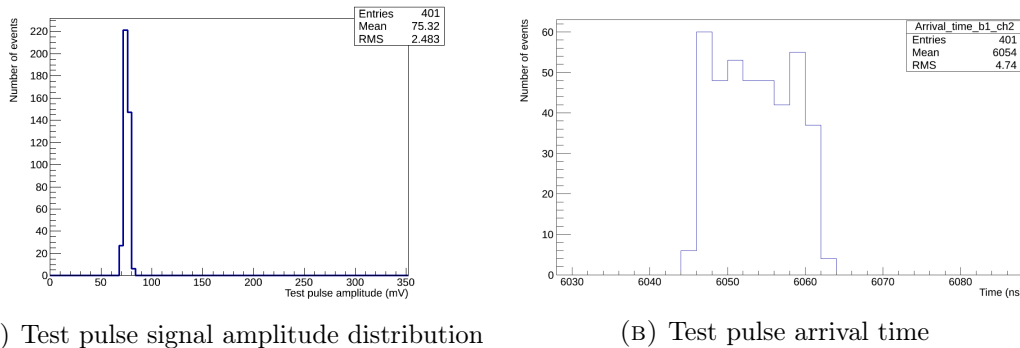 Entries 401
Mean 75.32
RMS 2.483
Number of events
220
200
180
160
140
120
100
80
60
40
20
0
0 50 100 150 200 250 300 350
Test pulse amplitude (mV)
) Test pulse signal amplitude distribution
Arrival_time_b1_ch2
Entries 401
Mean 6054
RMS 4.74
Number of events
60
50
40
30
20
10
0
6030 6040 6050 6060 6070 6080
Time (ns
(B) Test pulse arrival time